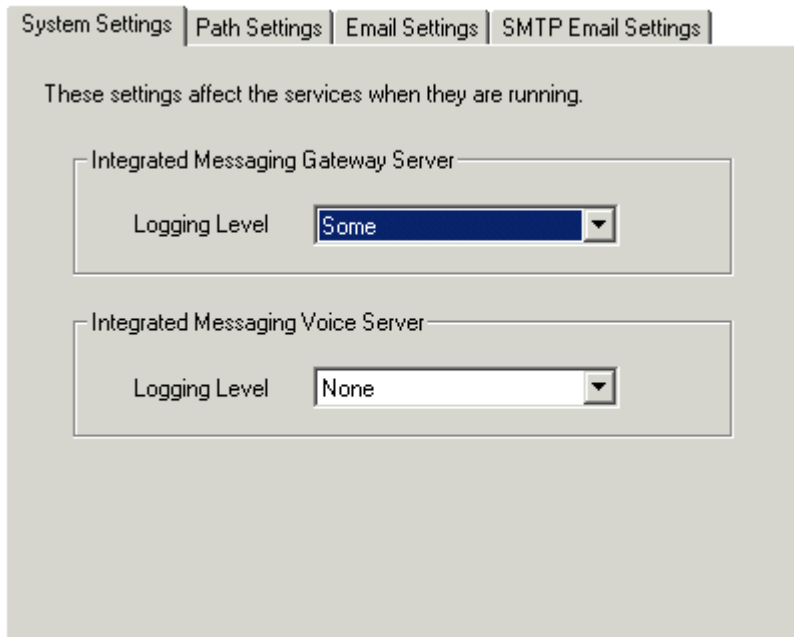 System Settings Path Settings Email Settings SMTP Email Settings
These settings affect the services when they are running.
Integrated Messaging Gateway Server
Logging Level Some
Integrated Messaging Voice Server
Logging Level None